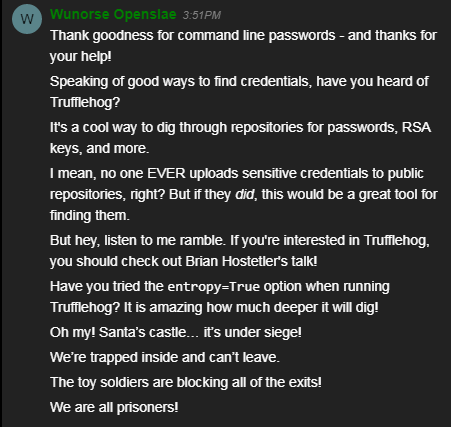 W
Wunorse Openslae 3:51PM
Thank goodness for command line passwords - and thanks for
your help!
Speaking of good ways to find credentials, have you heard of
Trufflehog?
It's a cool way to dig through repositories for passwords, RSA
keys, and more.
I mean, no one EVER uploads sensitive credentials to public
repositories, right? But if they did, this would be a great tool for
finding them.
But hey, listen to me ramble. If you're interested in Trufflehog,
you should check out Brian Hostetler's talk!
Have you tried the entropy=True option when running
Trufflehog? It is amazing how much deeper it will dig!
Oh my! Santa's castle... it's under siege!
We're trapped inside and can't leave.
The toy soldiers are blocking all of the exits!
We are all prisoners!